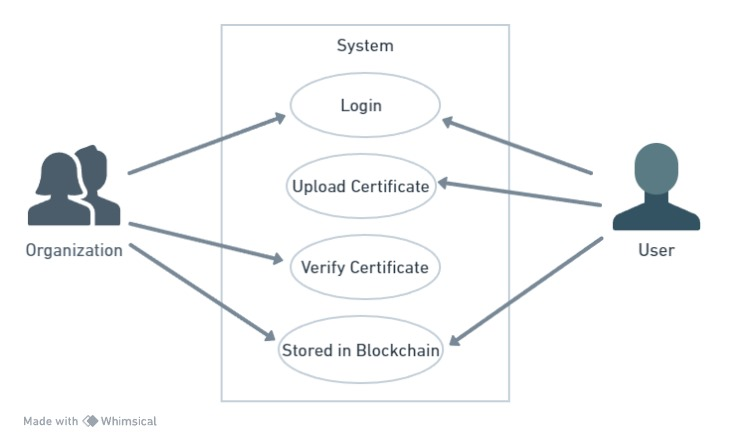 System
Login
Upload Certificate
Organization
User
Verify Certificate
Stored in Blockchain
Made with Whimsical